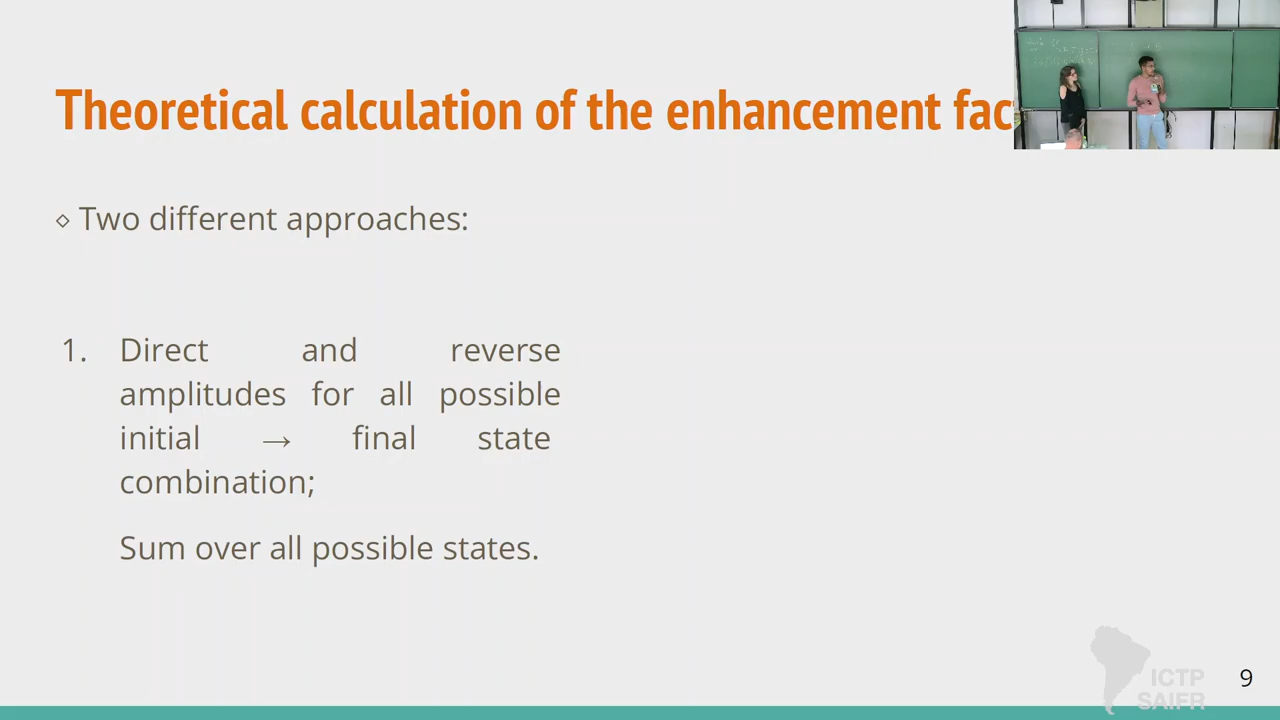 Theoretical calculation of the enhancement fac
⋄ Two different approaches:
1. Direct and reverse
amplitudes for all possible
initial → final state
combination;
Sum over all possible states.
ICTP
SAIFR
9